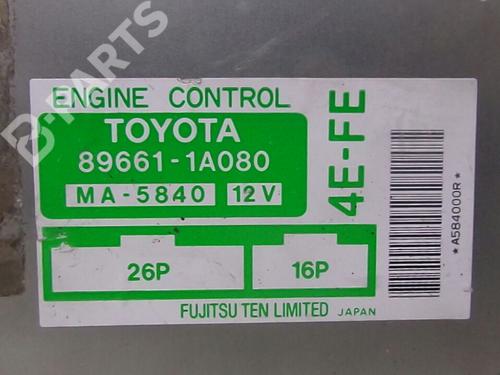 B-PARTS
ENGINE CONTROL
TOYOTA
89661-1A080
MA-5840 12V
4E-FE
26P 16P
FUJITSU TEN LIMITED JAPAN
*A584000R*